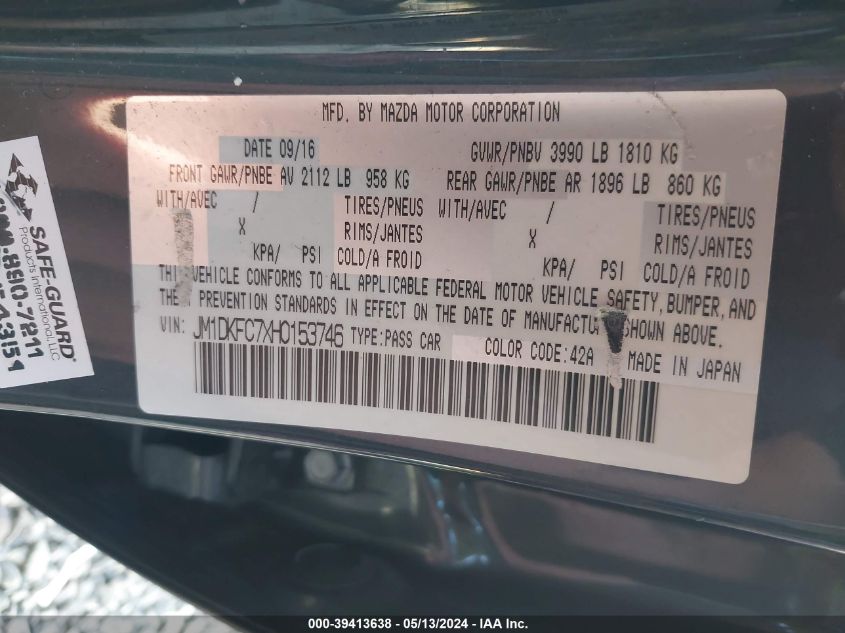 MFD. BY MAZDA MOTOR CORPORATION
DATE 09/16 GVWR/PNBV 3990 LB 1810 KG
FRONT GAWR/PNBE AV 2112 LB 958 KG REAR GAWR/PNBE AR 1896 LB 860 KG
WITH/AVEC / TIRES/PNEUS WITH/AVEC / TIRES/PNEUS
X RIMS/JANTES X RIMS/JANTES
KPA/ PSI COLD/A FROID KPA/ PSI COLD/A FROID
THIS VEHICLE CONFORMS TO ALL APPLICABLE FEDERAL MOTOR VEHICLE SAFETY, BUMPER, AND
PREVENTION STANDARDS IN EFFECT ON THE DATE OF SHOWN ABOVE.
VIN: JM1DKFC7XH0153746 TYPE:PASS CAR COLOR CODE:42A MADE IN JAPAN
SAFE-GUARD
Products International, LLC
000-39413638 - 05/13/2024 - IAA Inc.